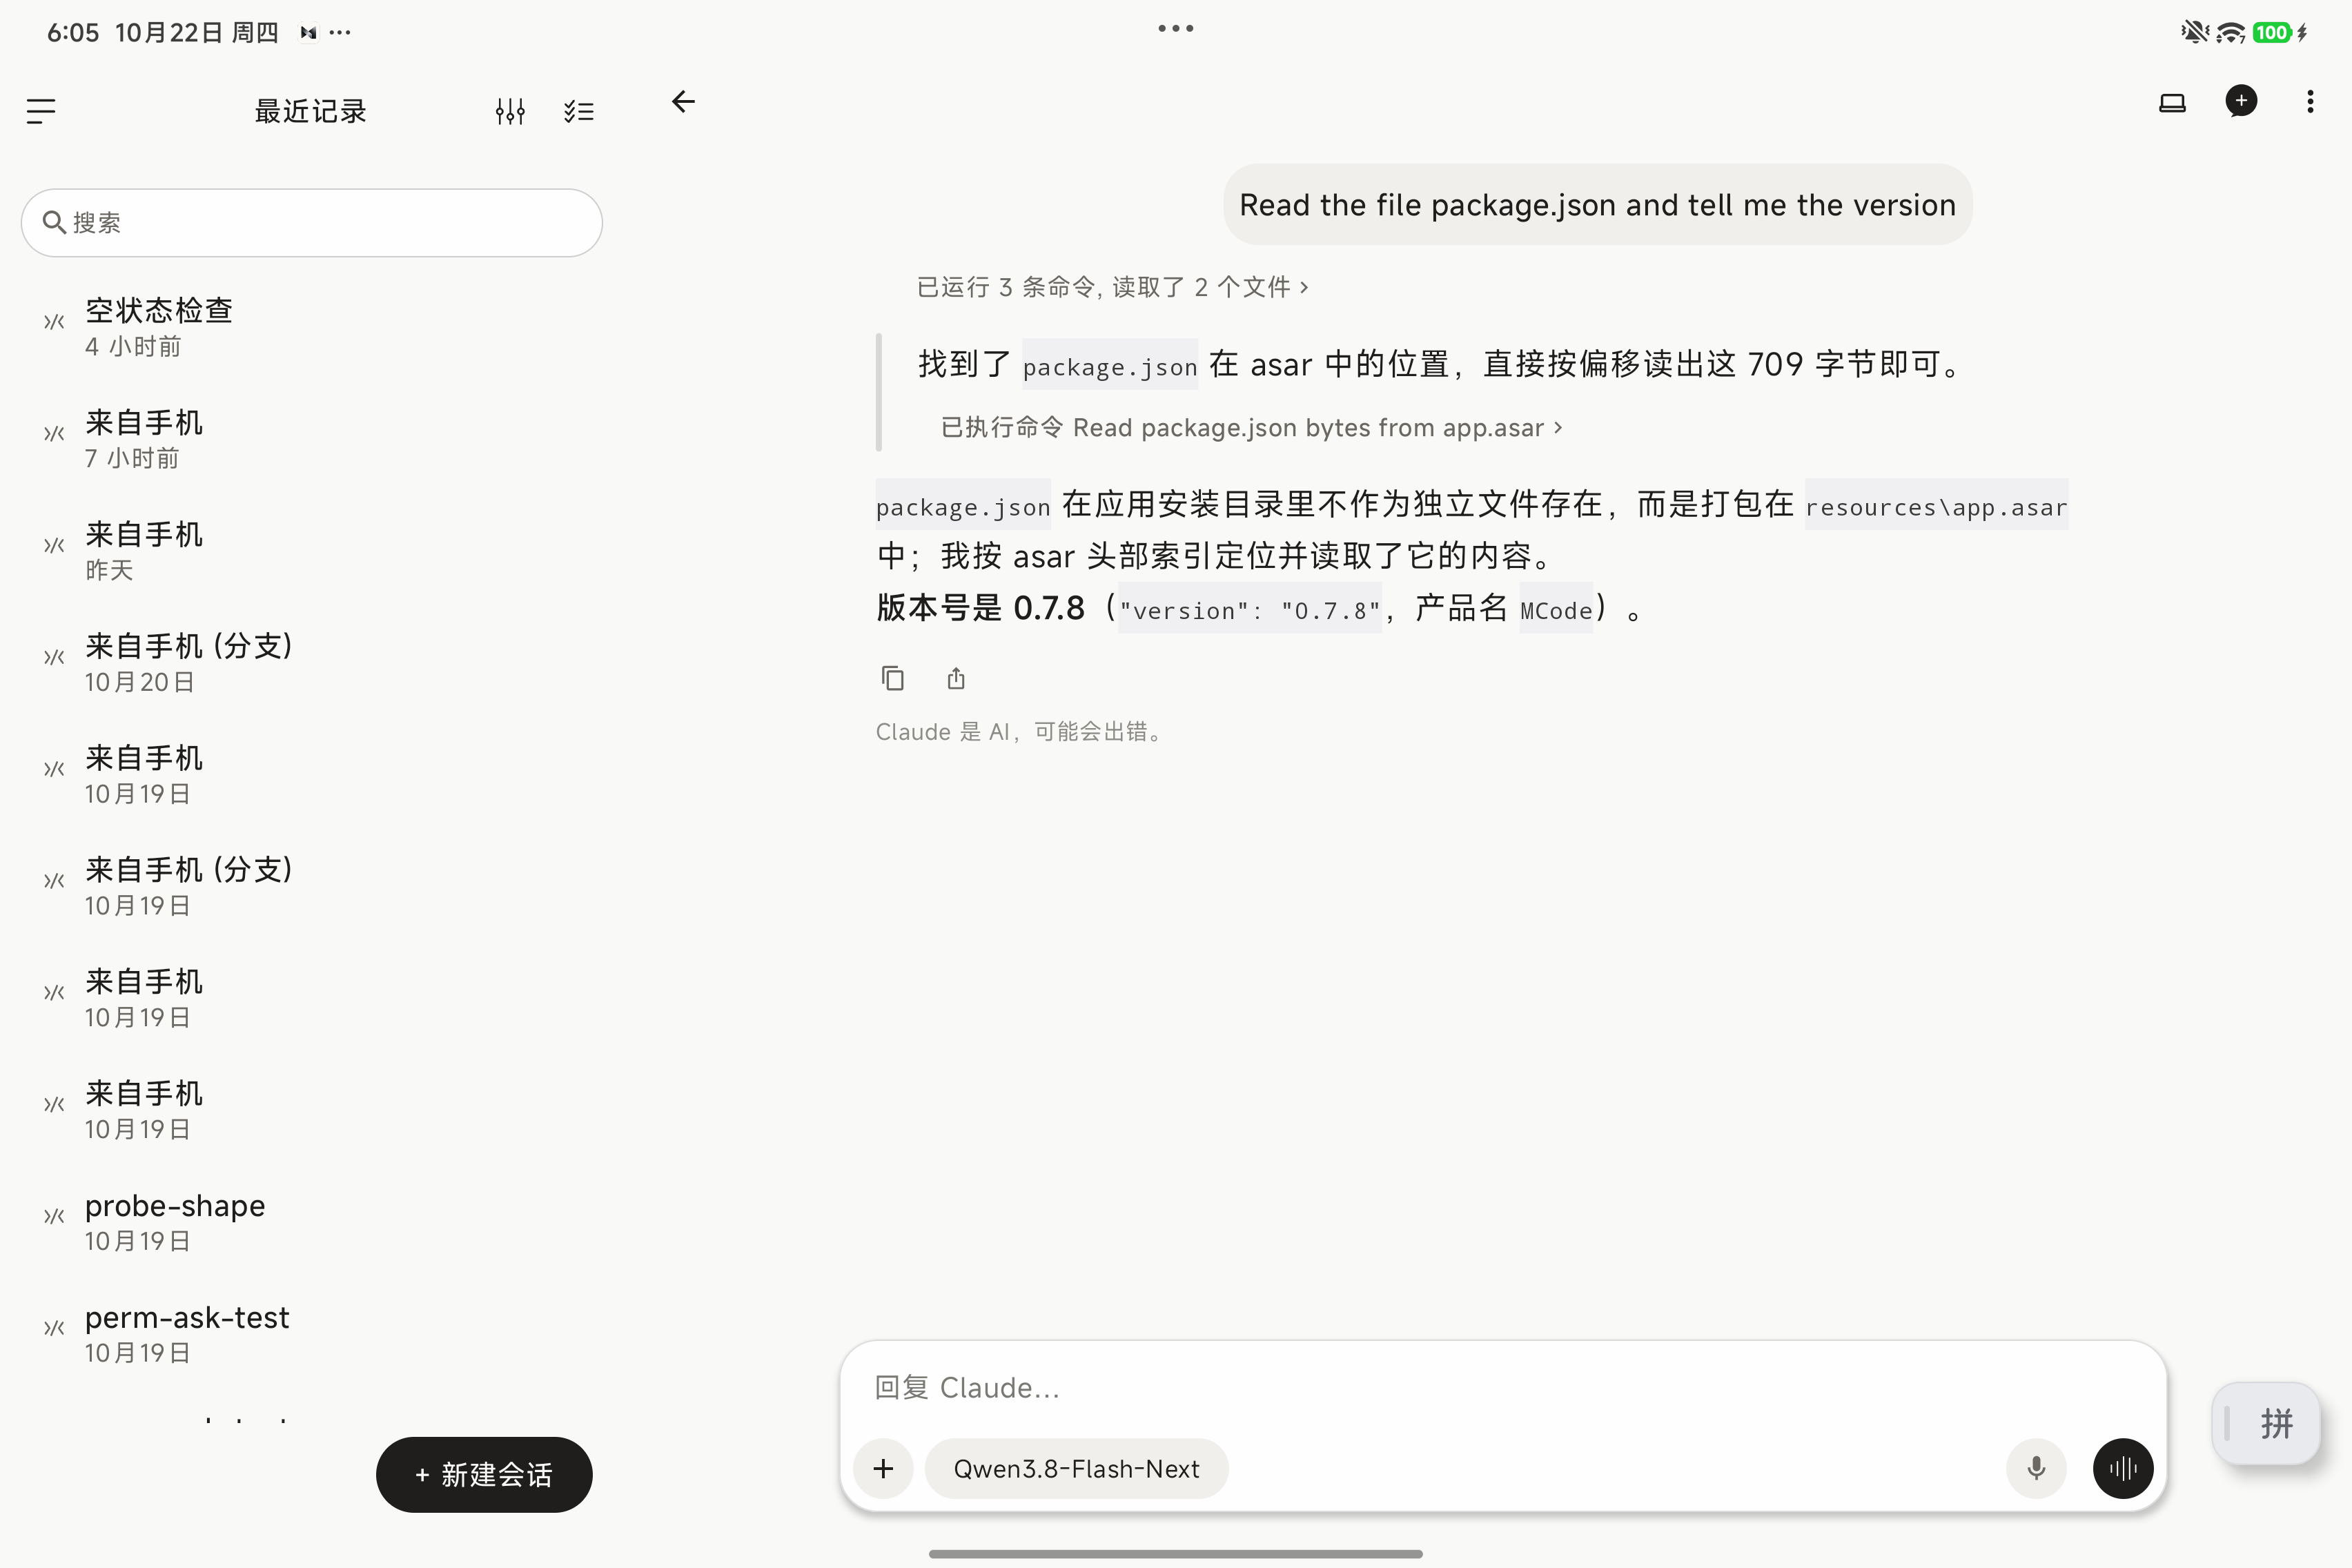 6:05 10月22日 周四
100
最近记录
搜索
空状态检查
4 小时前
来自手机
7 小时前
来自手机
昨天
来自手机 (分支)
10月20日
来自手机
10月19日
来自手机 (分支)
10月19日
来自手机
10月19日
来自手机
10月19日
probe-shape
10月19日
perm-ask-test
10月19日
+ 新建会话
Read the file package.json and tell me the version
已运行 3 条命令, 读取了 2 个文件 >
找到了 package.json 在 asar 中的位置，直接按偏移读出这 709 字节即可。
已执行命令 Read package.json bytes from app.asar >
package.json 在应用安装目录里不作为独立文件存在，而是打包在 resources\app.asar
中；我按 asar 头部索引定位并读取了它的内容。
版本号是 0.7.8（"version": "0.7.8"，产品名 MCode）。
Claude 是 AI，可能会出错。
回复 Claude...
Qwen3.8-Flash-Next
拼